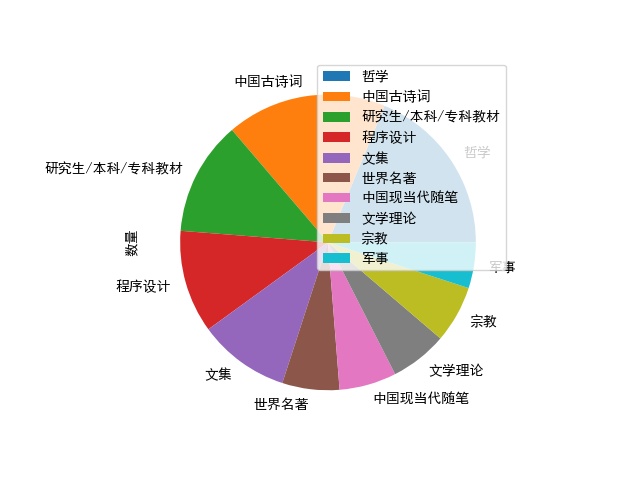 哲学
中国古诗词
研究生/本科/专科教材
程序设计
文集
世界名著
中国现当代随笔
文学理论
宗教
军事
哲学
中国古诗词
研究生/本科/专科教材
数量
程序设计
文集
世界名著
中国现当代随笔
文学理论
宗教
军事